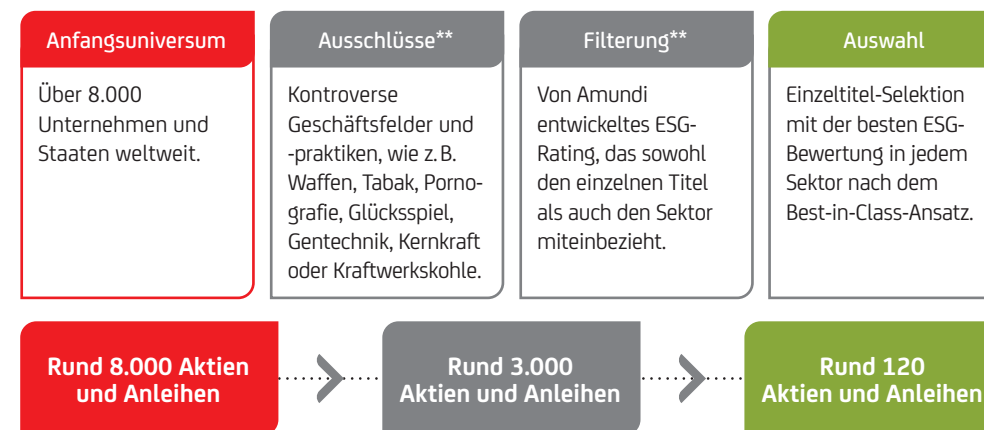 Anfangsuniversum
Über 8.000
Unternehmen und
Staaten weltweit.
Ausschlüsse**
Kontroverse
Geschäftsfelder und
-praktiken, wie z. B.
Waffen, Tabak, Porno-
grafie, Glücksspiel,
Gentechnik, Kernkraft
oder Kraftwerkskohle.
Filterung**
Von Amundi
entwickeltes ESG-
Rating, das sowohl
den einzelnen Titel
als auch den Sektor
miteinbezieht.
Auswahl
Einzeltitel-Selektion
mit der besten ESG-
Bewertung in jedem
Sektor nach dem
Best-in-Class-Ansatz.
Rund 8.000 Aktien
und Anleihen
Rund 3.000
Aktien und Anleihen
Rund 120
Aktien und Anleihen